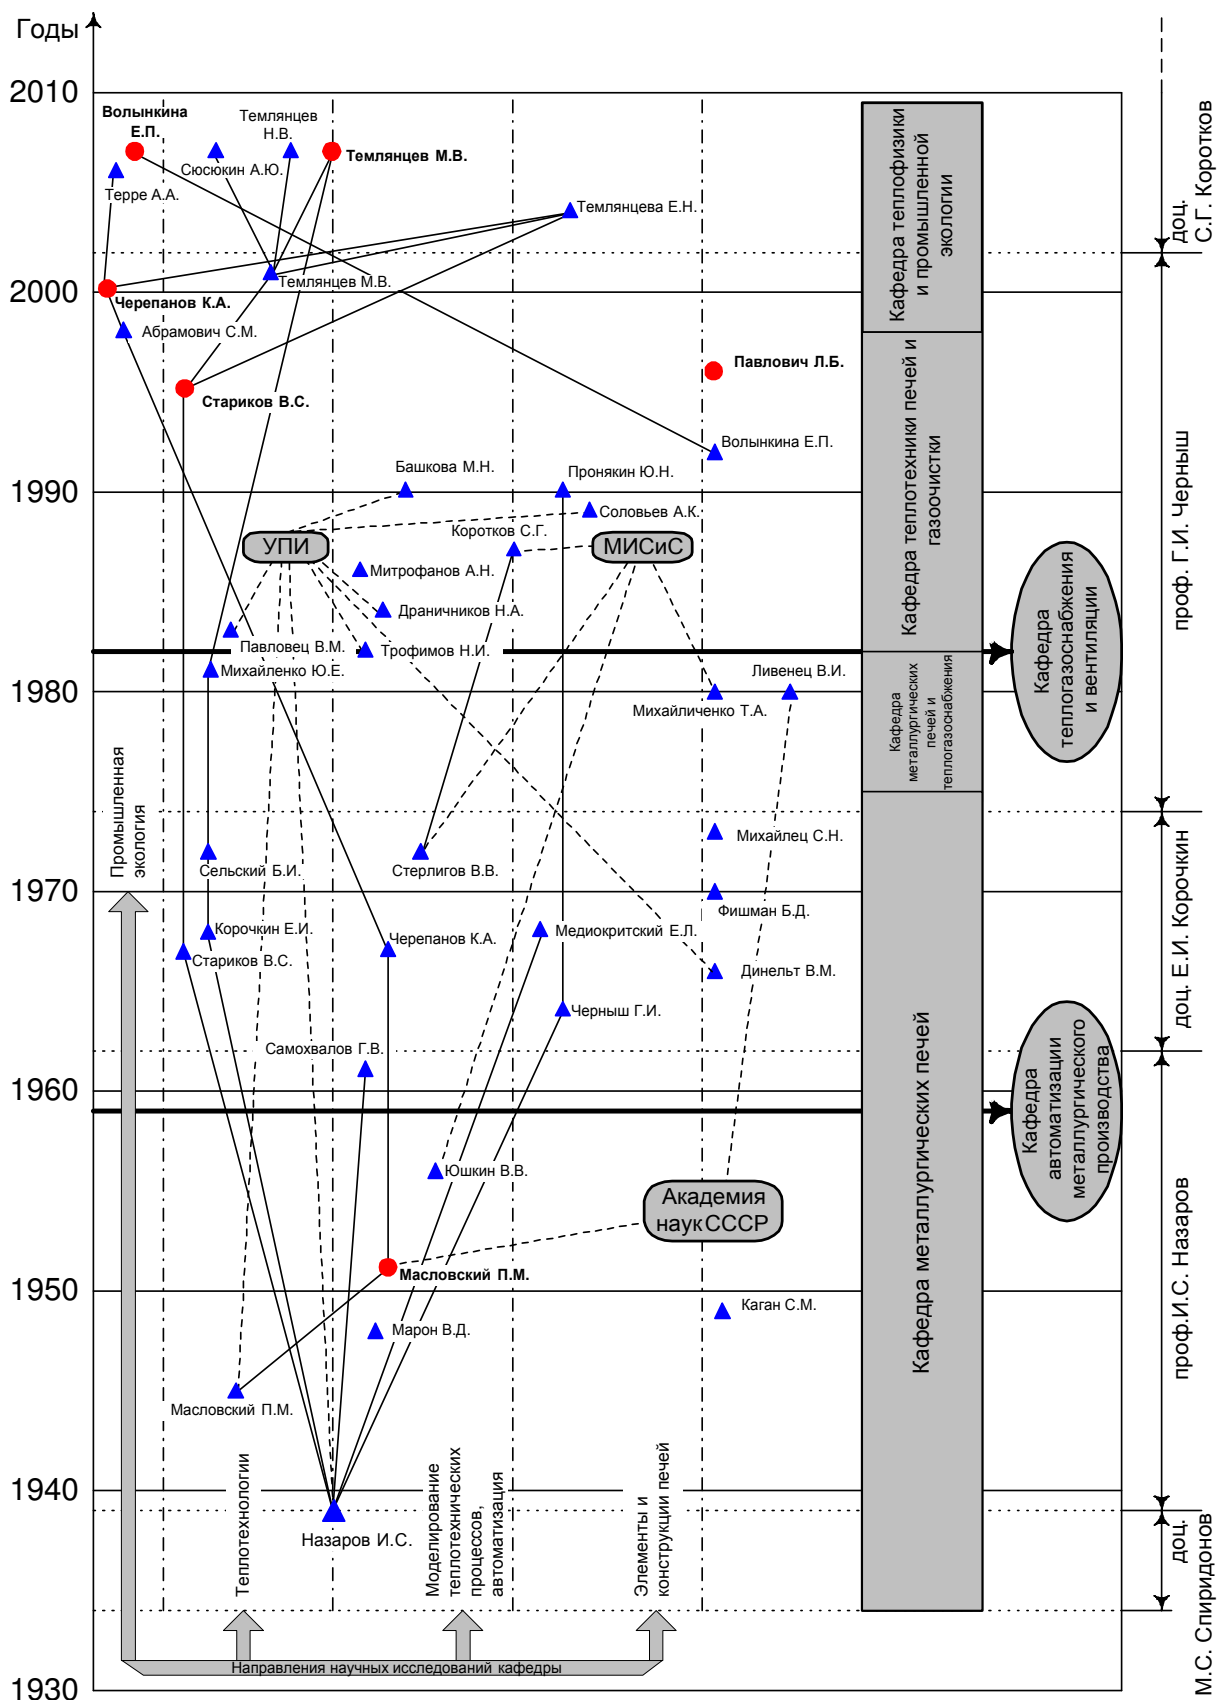 Годы
2010
2000
1990
1980
1970
1960
1950
1940
1930
Волынкина
Е.П.
Темлянцев
Н.В.
Сюсюкин А.Ю.
Темлянцев М.В.
Терре А.А.
Темлянцева Е.Н.
Темлянцев М.В.
Черепанов К.А.
Абрамович С.М.
Стариков В.С.
Павлович Л.Б.
Волынкина Е.П.
Башкова М.Н.
Пронякин Ю.Н.
Соловьев А.К.
Коротков С.Г.
УПИ
МИСиС
Митрофанов А.Н.
Драничников Н.А.
Павловец В.М.
Трофимов Н.И.
Михайленко Ю.Е.
Ливенец В.И.
Михайличенко Т.А.
Михайлец С.Н.
Сельский Б.И.
Стерлигов В.В.
Фишман Б.Д.
Корочкин Е.И.
Черепанов К.А.
Медиокритский Е.Л.
Стариков В.С.
Динельт В.М.
Черныш Г.И.
Самохвалов Г.В.
Юшкин В.В.
Академия
наук СССР
Масловский П.М.
Каган С.М.
Марон В.Д.
Масловский П.М.
Назаров И.С.
Промышленная
экология
Теплотехнологии
Моделирование
теплотехнических
процессов,
автоматизация
Элементы и
конструкции печей
Направления научных исследований кафедры
Кафедра теплофизики
и промышленной
экологии
Кафедра теплотехники печей и
газоочистки
Кафедра
металлургических
печей и
теплогазоснабжения
Кафедра металлургических печей
Кафедра
теплогазоснабжения
и вентиляции
Кафедра
автоматизации
металлургического
производства
доц.
С.Г. Коротков
проф. Г.И. Черныш
доц. Е.И. Корочкин
проф.И.С. Назаров
доц.
М.С. Спиридонов